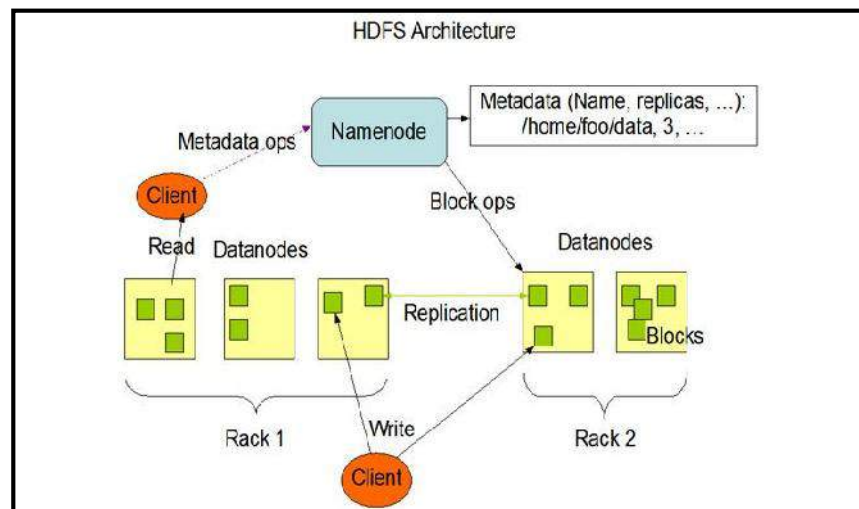 HDFS Architecture
Metadata (Name, replicas, ...):
/home/foo/data, 3, ...
Namenode
Metadata ops
Client
Block ops
Read
Datanodes
Datanodes
Replication
Blocks
Rack 1
Write
Rack 2
Client